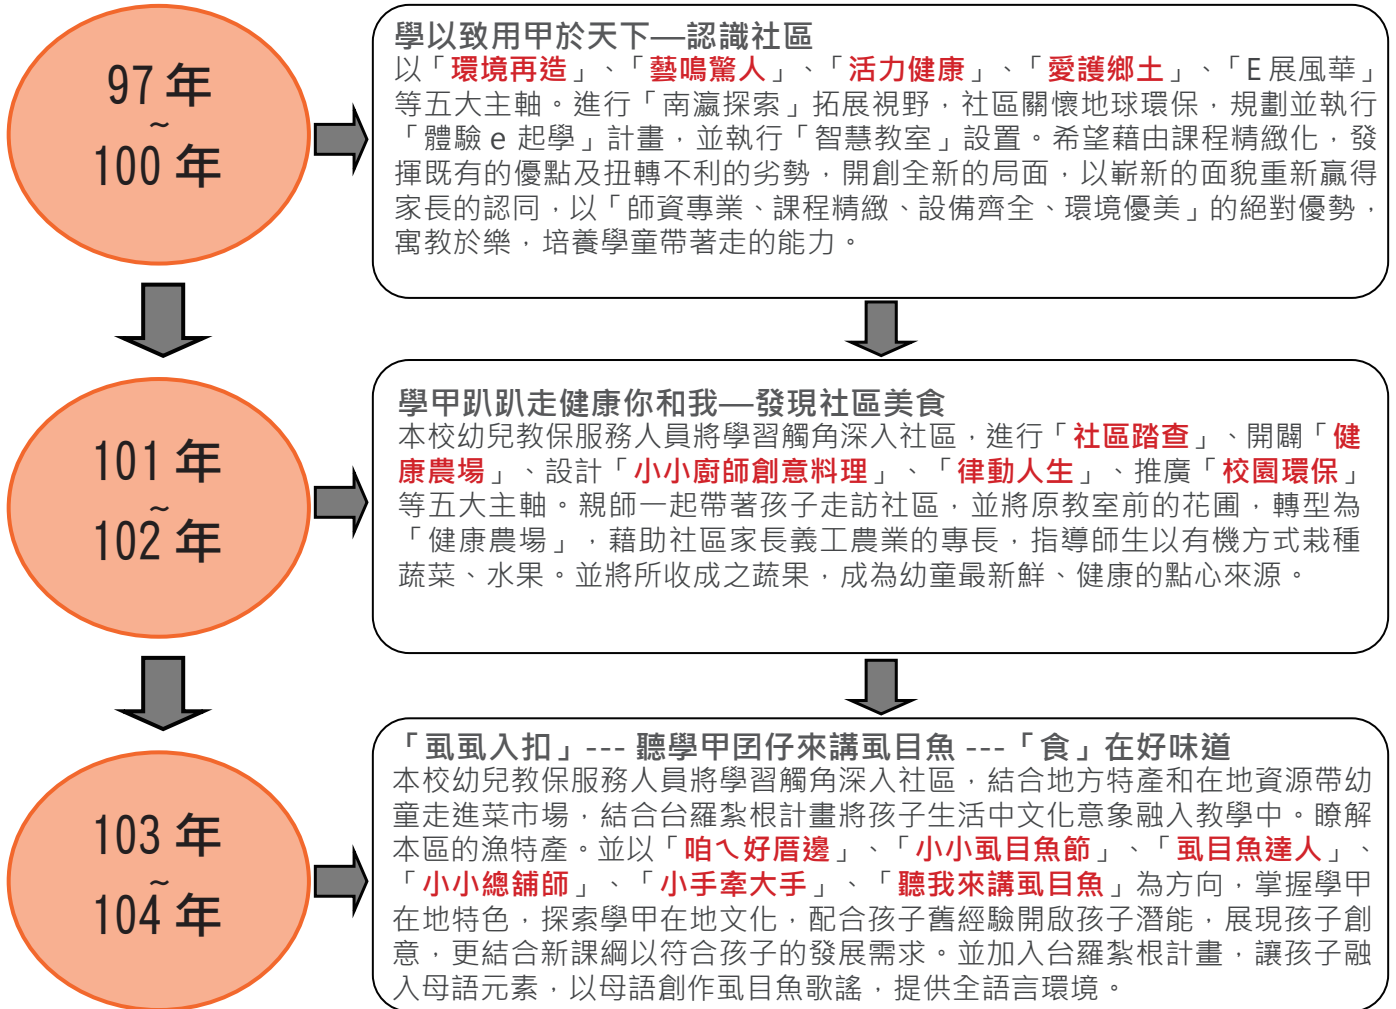 97 年
~
100 年
學以致用甲於天下—認識社區
以「環境再造」、「藝鳴驚人」、「活力健康」、「愛護鄉土」、「E 展風華」
等五大主軸。進行「南瀛探索」拓展視野，社區關懷地球環保，規劃並執行
「體驗 e 起學」計畫，並執行「智慧教室」設置。希望藉由課程精緻化，發
揮既有的優點及扭轉不利的劣勢，開創全新的局面，以嶄新的面貌重新贏得
家長的認同，以「師資專業、課程精緻、設備齊全、環境優美」的絕對優勢，
寓教於樂，培養學童帶著走的能力。
101 年
~
102 年
學甲趴趴走健康你和我—發現社區美食
本校幼兒教保服務人員將學習觸角深入社區，進行「社區踏查」、開闢「健
康農場」、設計「小小廚師創意料理」、「律動人生」、推廣「校園環保」
等五大主軸。親師一起帶著孩子走訪社區，並將原教室前的花圃，轉型為
「健康農場」，藉助社區家長義工農業的專長，指導師生以有機方式栽種
蔬菜、水果。並將所收成之蔬果，成為幼童最新鮮、健康的點心來源。
103 年
~
104 年
「虱虱入扣」--- 聽學甲囝仔來講虱目魚 ---「食」在好味道
本校幼兒教保服務人員將學習觸角深入社區，結合地方特產和在地資源帶幼
童走進菜市場，結合台羅紮根計畫將孩子生活中文化意象融入教學中。瞭解
本區的漁特產。並以「咱ㄟ好厝邊」、「小小虱目魚節」、「虱目魚達人」、
「小小總舖師」、「小手牽大手」、「聽我來講虱目魚」為方向，掌握學甲
在地特色，探索學甲在地文化，配合孩子舊經驗開啟孩子潛能，展現孩子創
意，更結合新課綱以符合孩子的發展需求。並加入台羅紮根計畫，讓孩子融
入母語元素，以母語創作虱目魚歌謠，提供全語言環境。